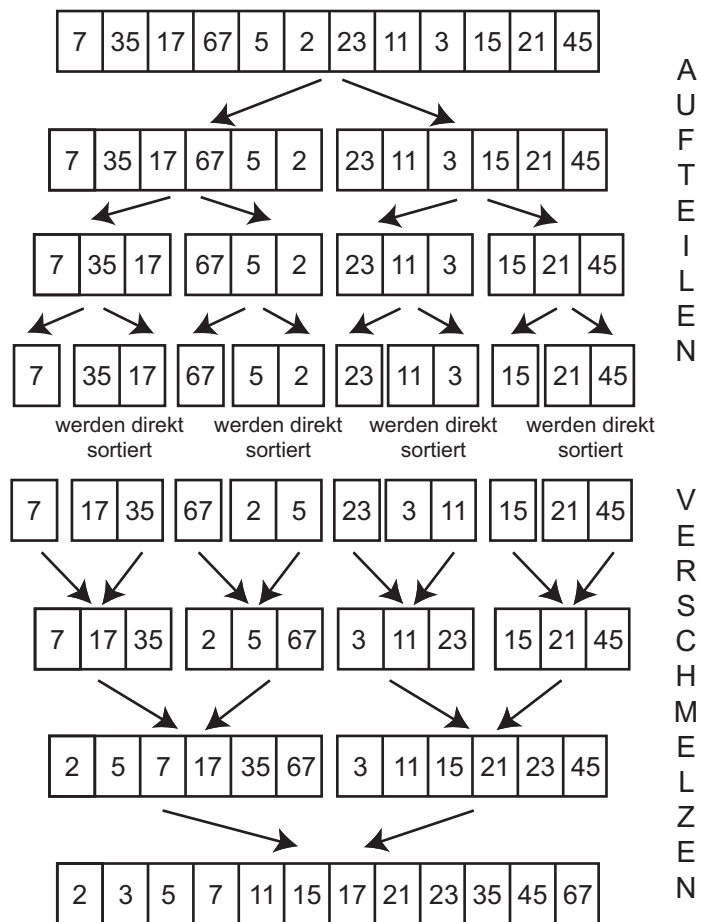 7 35 17 67 5 2 23 11 3 15 21 45
7 35 17 67 5 2 23 11 3 15 21 45
7 35 17 67 5 2 23 11 3 15 21 45
7 35 17 67 5 2 23 11 3 15 21 45
werden direkt sortiert werden direkt sortiert werden direkt sortiert werden direkt sortiert
AUFTEILEN
7 17 35 67 2 5 23 3 11 15 21 45
7 17 35 2 5 67 3 11 23 15 21 45
2 5 7 17 35 67 3 11 15 21 23 45
2 3 5 7 11 15 17 21 23 35 45 67
VERSCHMELZEN